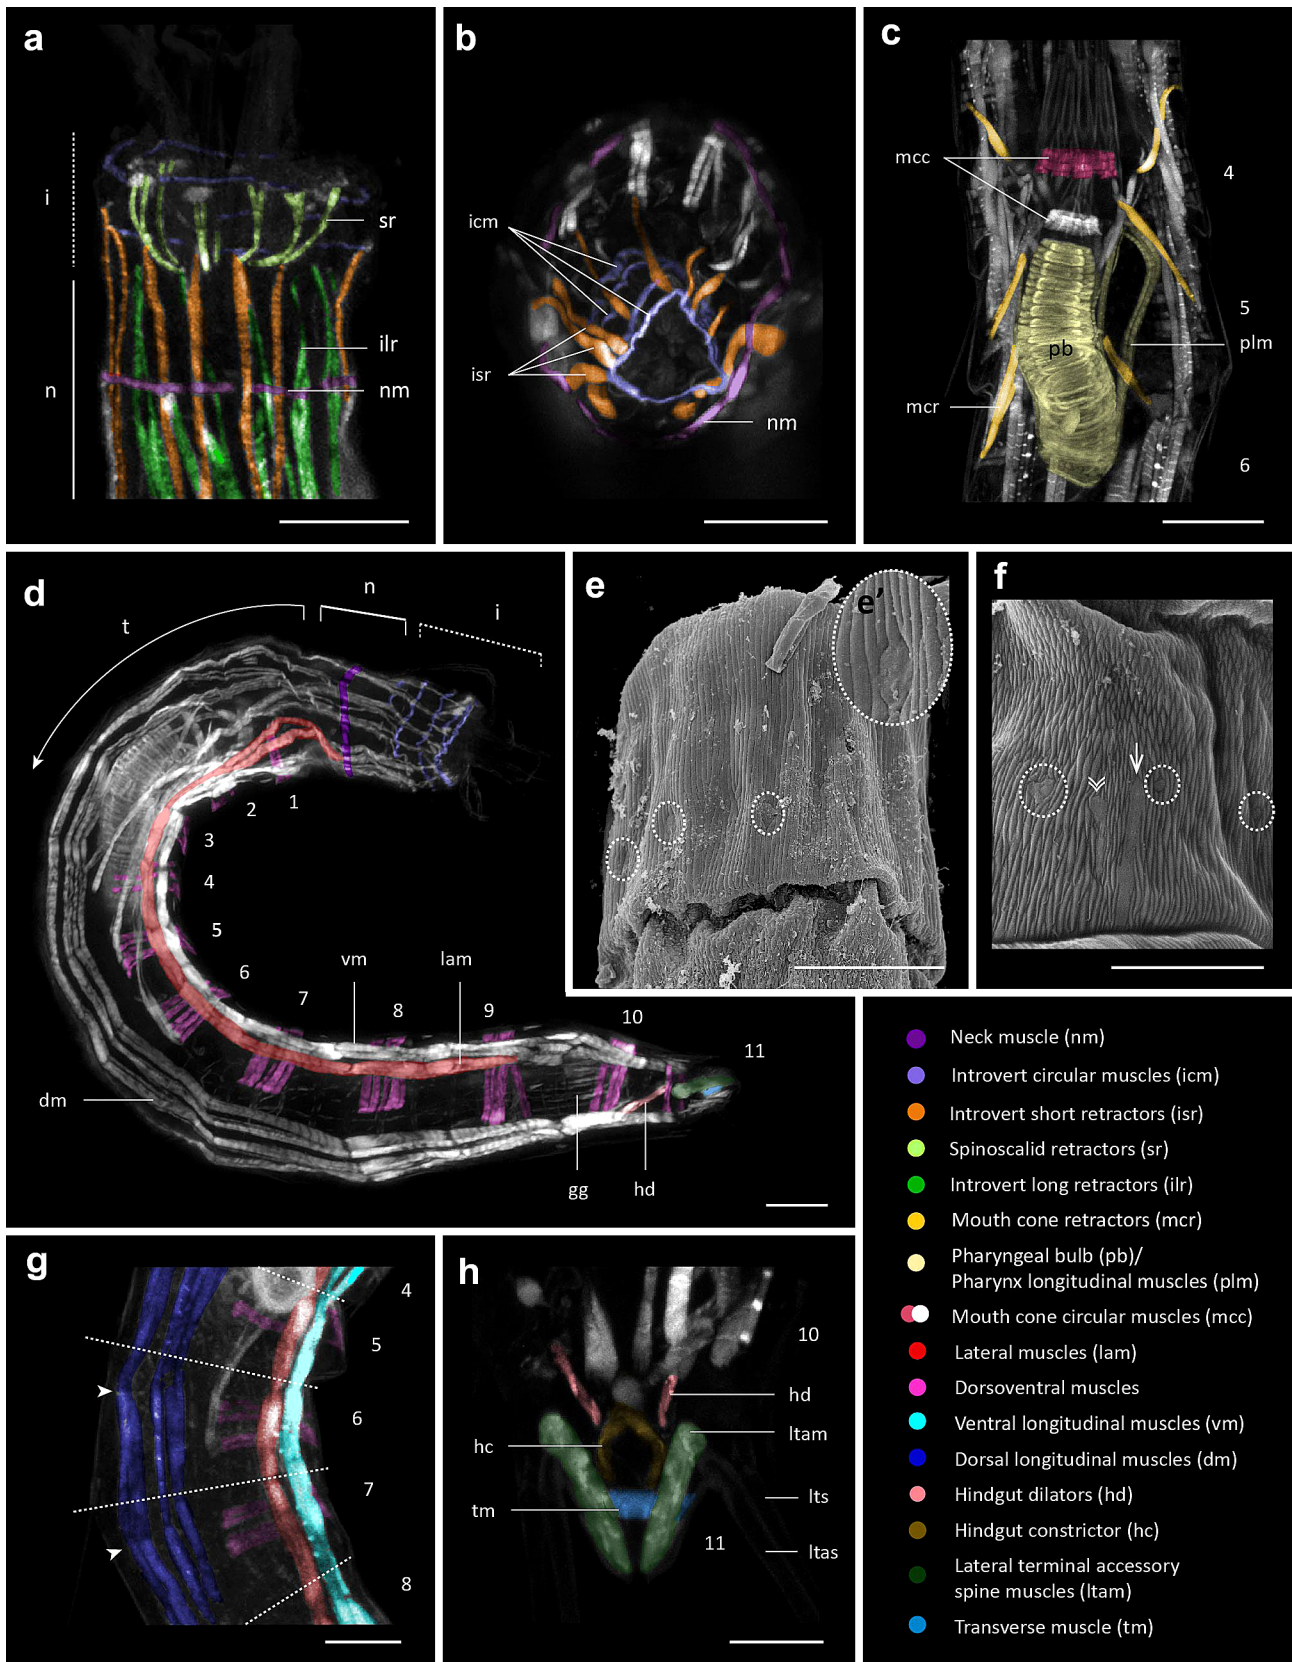 a
i
sr
ilr
n
nm
b
icm
isr
nm
c
mcc
4
5
plm
pb
mcr
6
d
n
i
t
1
2
3
4
5
6
7
8
9
10
11
vm
lam
dm
gg
hd
e
e’
f
g
4
5
6
7
8
h
10
hd
ltam
hc
lts
tm
11
ltas
Neck muscle (nm)
Introvert circular muscles (icm)
Introvert short retractors (isr)
Spinoscalid retractors (sr)
Introvert long retractors (ilr)
Mouth cone retractors (mcr)
Pharyngeal bulb (pb)/
Pharynx longitudinal muscles (plm)
Mouth cone circular muscles (mcc)
Lateral muscles (lam)
Dorsoventral muscles
Ventral longitudinal muscles (vm)
Dorsal longitudinal muscles (dm)
Hindgut dilators (hd)
Hindgut constrictor (hc)
Lateral terminal accessory
spine muscles (ltam)
Transverse muscle (tm)